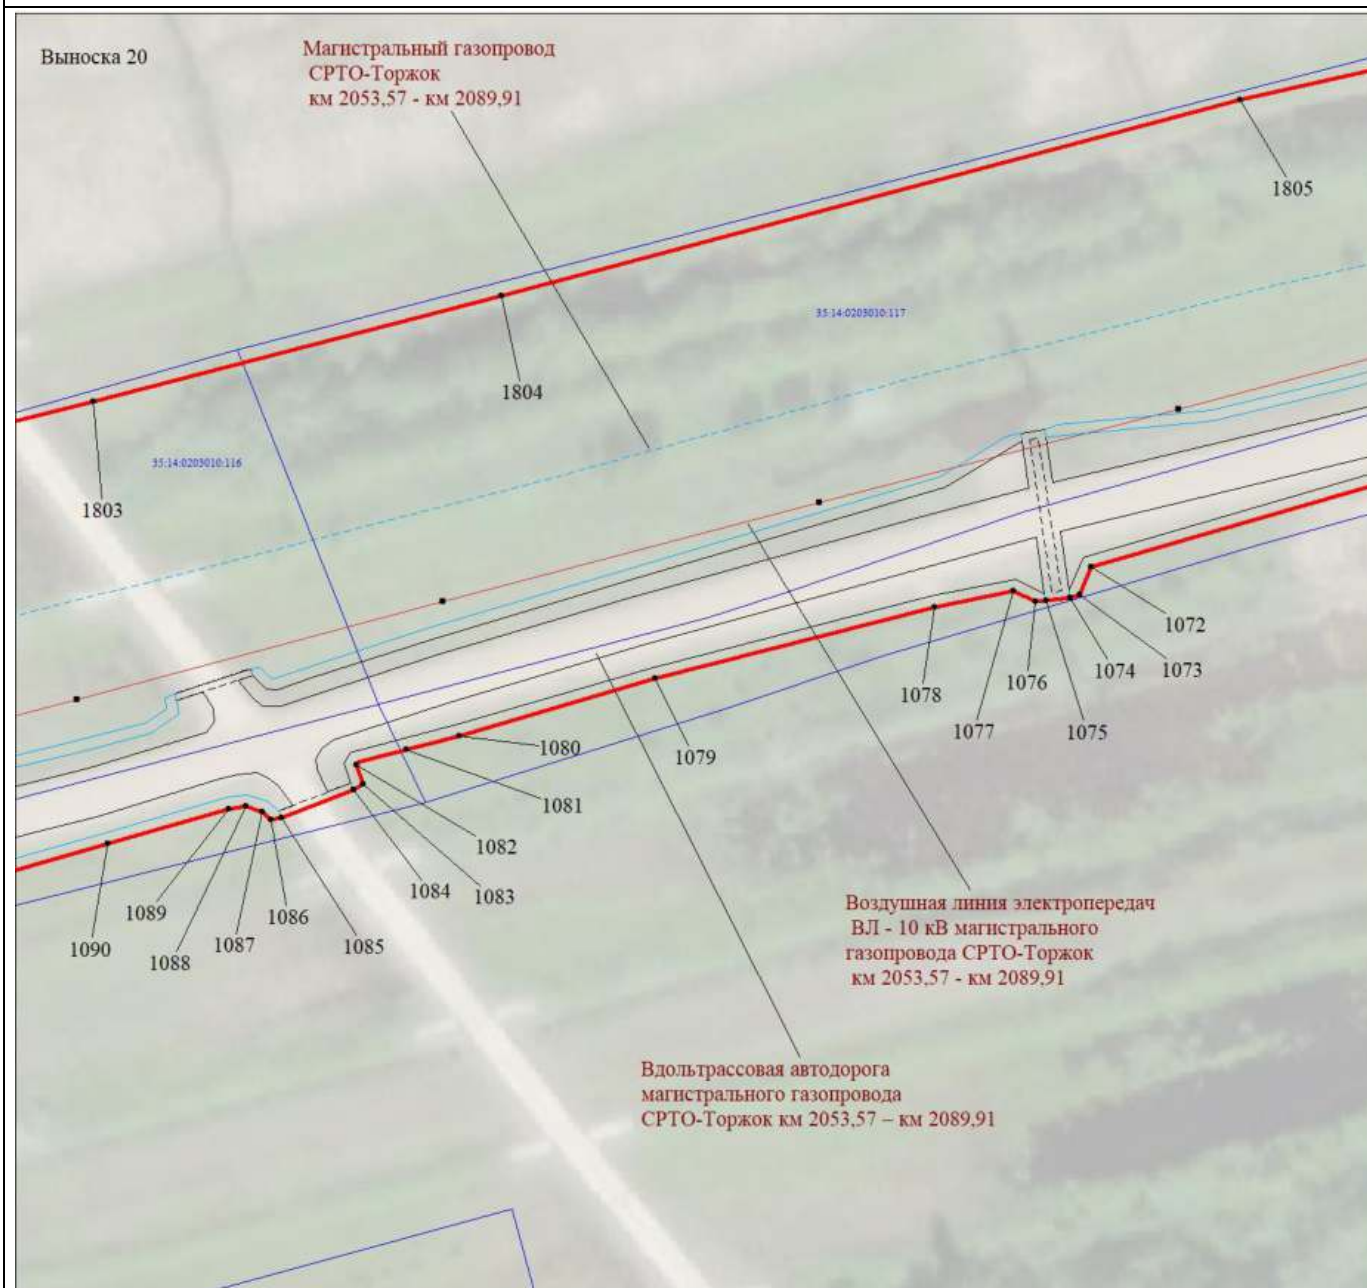 Выноска 20
Магистральный газопровод
СРТО-Торжок
км 2053,57 - км 2089,91
1805
35:14:0203010:117
1804
35:14:0203010:116
1803
1072
1073
1074
1075
1076
1077
1078
1079
1080
1081
1082
1083
1084
1085
1086
1087
1088
1089
1090
Воздушная линия электропередач
ВЛ - 10 кВ магистрального
газопровода СРТО-Торжок
км 2053,57 - км 2089,91
Вдольтрассовая автодорога
магистрального газопровода
СРТО-Торжок км 2053,57 – км 2089,91